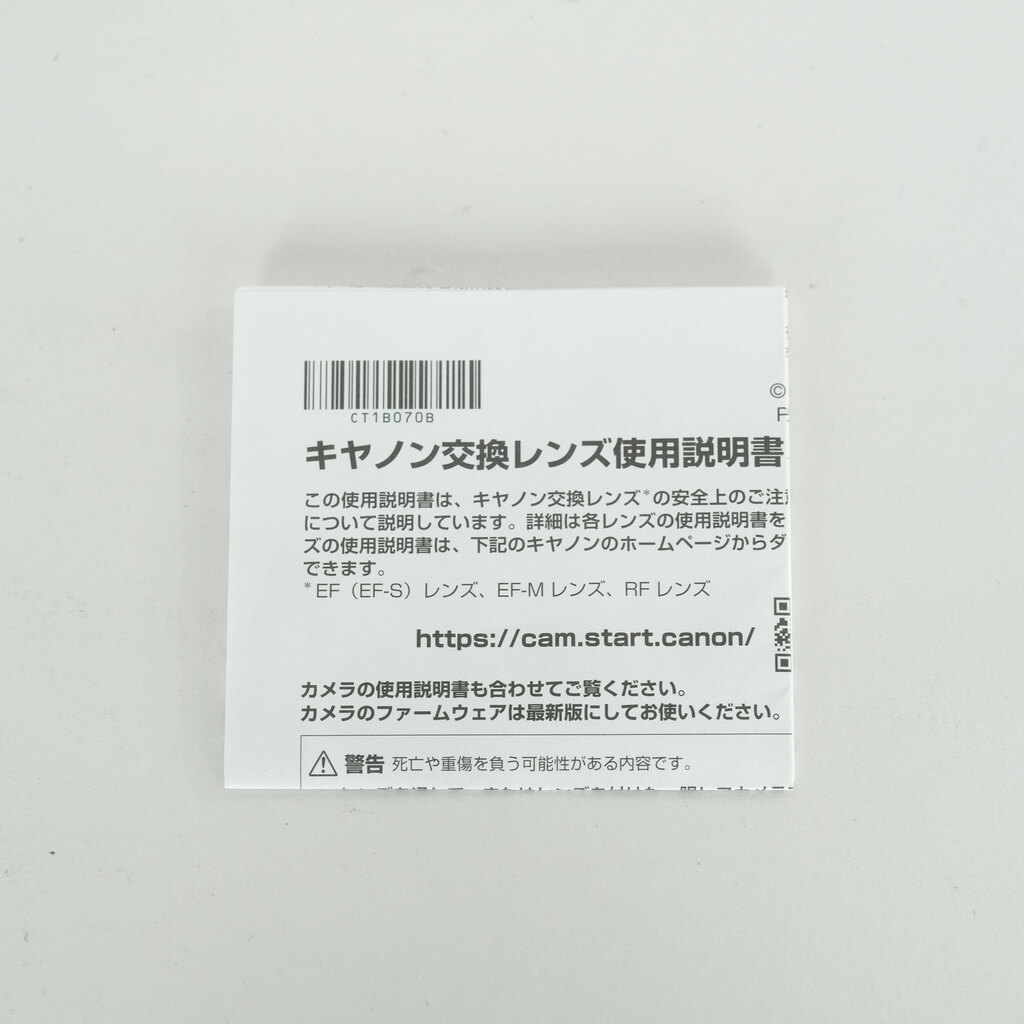 CT1B070B
©
キヤノン交換レンズ使用説明書
この使用説明書は、キヤノン交換レンズ*の安全上のご注
について説明しています。詳細は各レンズの使用説明書を
ズの使用説明書は、下記のキヤノンのホームページからダ
できます。
*EF（EF-S）レンズ、EF-M レンズ、RF レンズ
https://cam.start.canon/
カメラの使用説明書も合わせてご覧ください。
カメラのファームウェアは最新版にしてお使いください。
警告 死亡や重傷を負う可能性がある内容です。